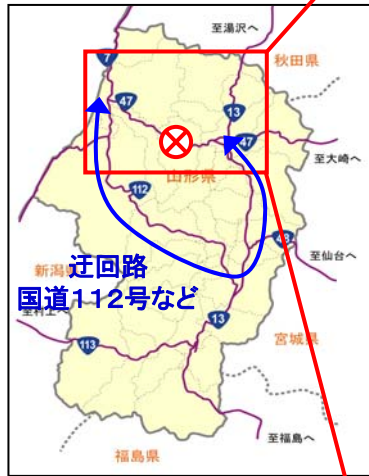 至湯沢へ
7
秋田県
47
13
47
至大崎へ
山形県
112
48
至仙台へ
新潟県
迂回路
国道112号など
至村上へ
13
宮城県
113
113
至福島へ
福島県